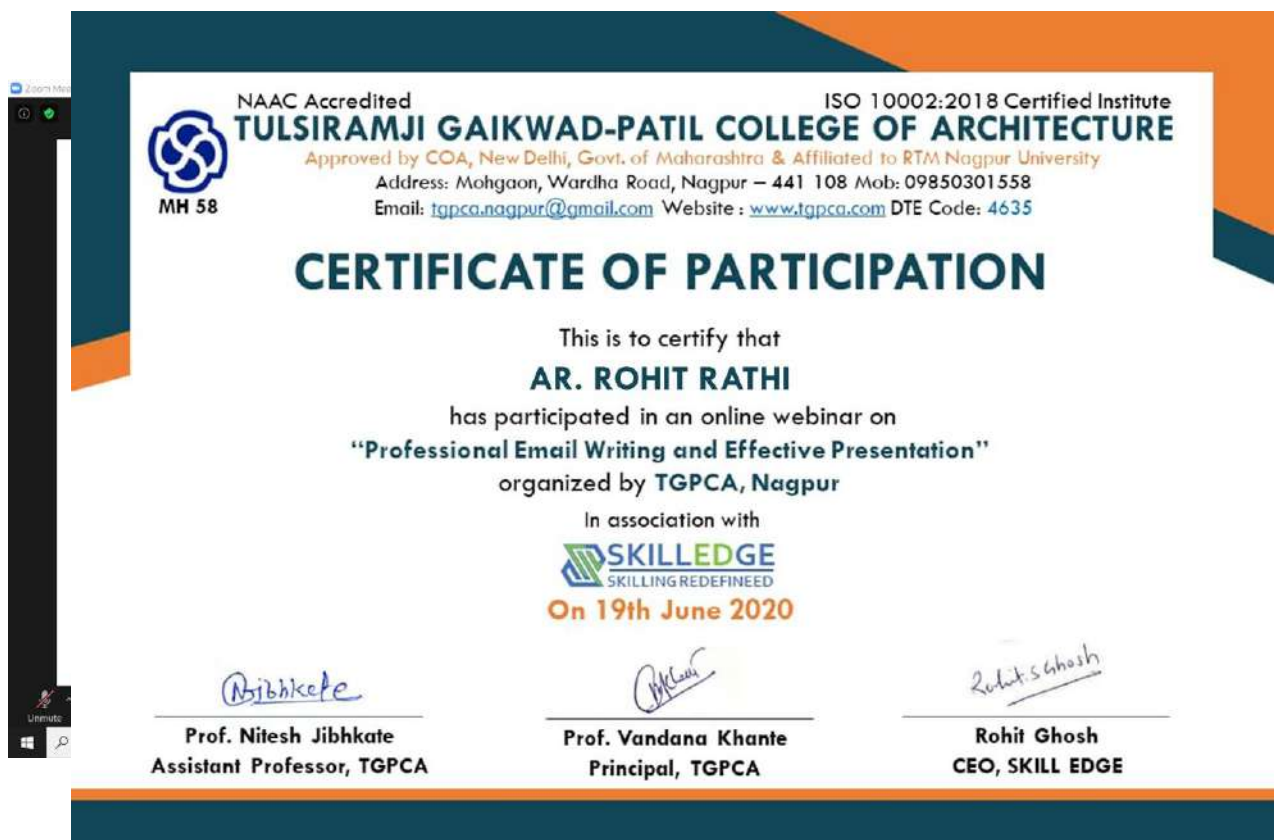 Zoom Mee
NAAC Accredited ISO 10002:2018 Certified Institute
TULSIRAMJI GAIKWAD-PATIL COLLEGE OF ARCHITECTURE
Approved by COA, New Delhi, Govt. of Maharashtra & Affiliated to RTM Nagpur University
Address: Mohgaon, Wardha Road, Nagpur – 441 108 Mob: 09850301558
MH 58
Email: tgpca.nagpur@gmail.com Website : www.tgpca.com DTE Code: 4635
CERTIFICATE OF PARTICIPATION
This is to certify that
AR. ROHIT RATHI
has participated in an online webinar on
“Professional Email Writing and Effective Presentation”
organized by TGPCA, Nagpur
In association with
SKILLEDGE
SKILLING REDEFINEED
On 19th June 2020
Rohit.S Ghosh
Unmute
Prof. Nitesh Jibhkate Prof. Vandana Khante Rohit Ghosh
Assistant Professor, TGPCA Principal, TGPCA CEO, SKILL EDGE